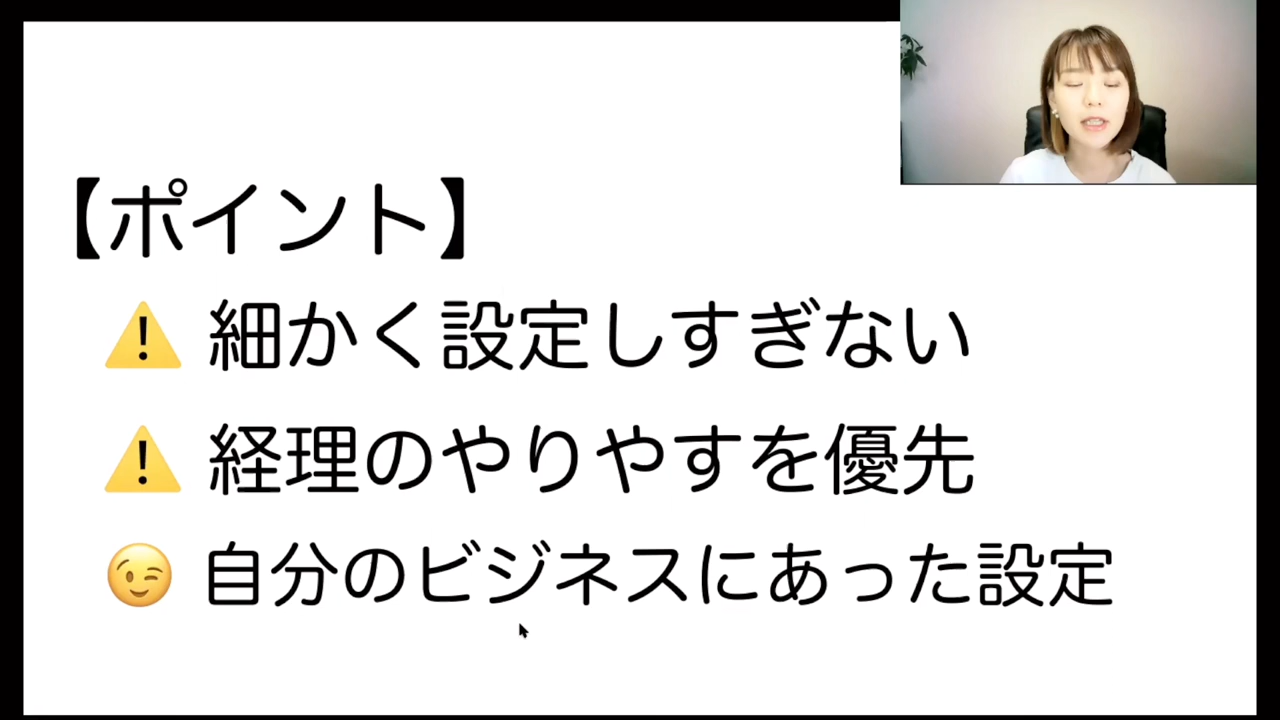 【ポイント】
⚠️ 細かく設定しすぎない
⚠️ 経理のやりやすを優先
😉 自分のビジネスにあった設定